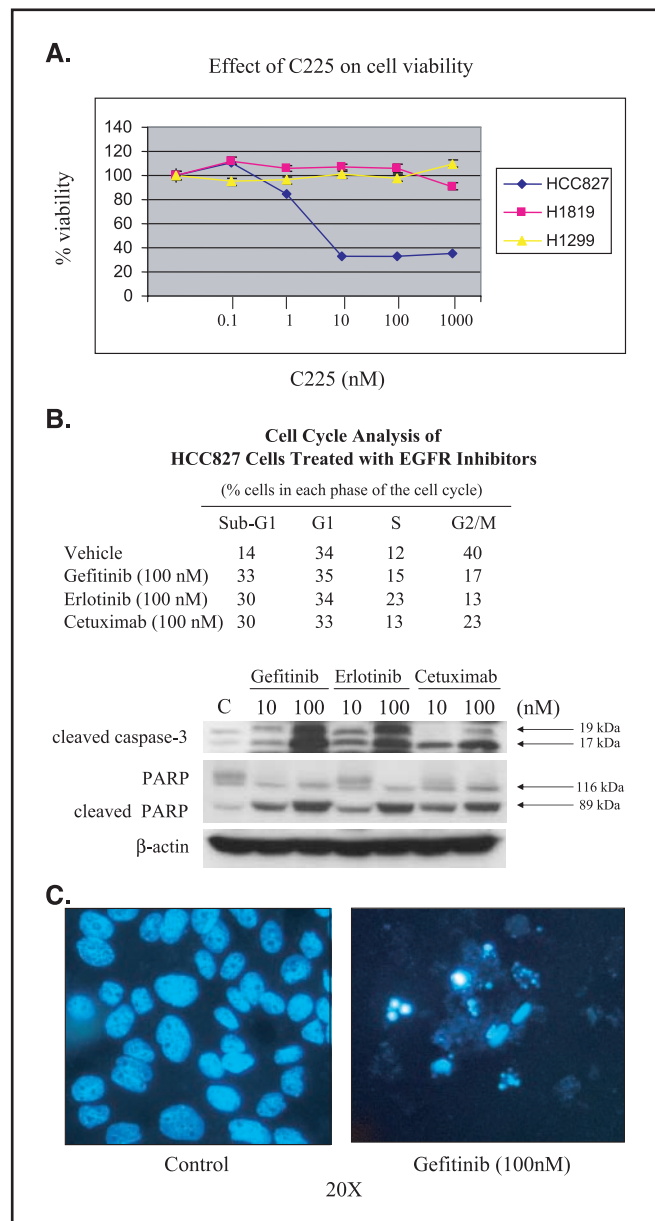 A.
Effect of C225 on cell viability
140
120
100
80
60
40
20
0
% viability
0.1 1 10 100 1000
C225 (nM)
HCC827
H1819
H1299
B.
Cell Cycle Analysis of
HCC827 Cells Treated with EGFR Inhibitors
(% cells in each phase of the cell cycle)
Sub-G1 G1 S G2/M
Vehicle 14 34 12 40
Gefitinib (100 nM) 33 35 15 17
Erlotinib (100 nM) 30 34 23 13
Cetuximab (100 nM) 30 33 13 23
Gefitinib Erlotinib Cetuximab
C 10 100 10 100 10 100 (nM)
cleaved caspase-3
19 kDa
17 kDa
PARP
116 kDa
cleaved PARP
89 kDa
β-actin
C.
Control Gefitinib (100nM)
20X